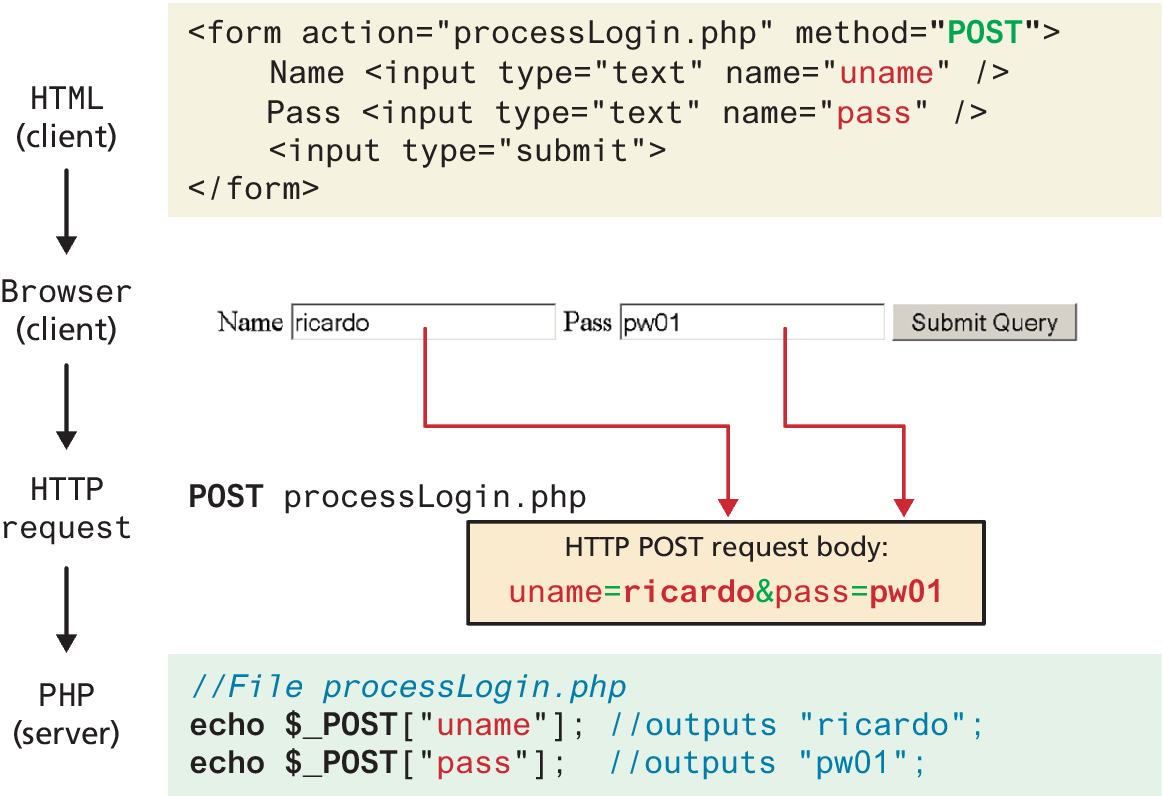 HTML
(client)
<form action="processLogin.php" method="POST">
Name <input type="text" name="uname" />
Pass <input type="text" name="pass" />
<input type="submit">
</form>
Browser
(client)
Name ricardo Pass pw01 Submit Query
HTTP
request
POST processLogin.php
HTTP POST request body:
uname=ricardo&pass=pw01
PHP
(server)
//File processLogin.php
echo $_POST["uname"]; //outputs "ricardo";
echo $_POST["pass"]; //outputs "pw01";